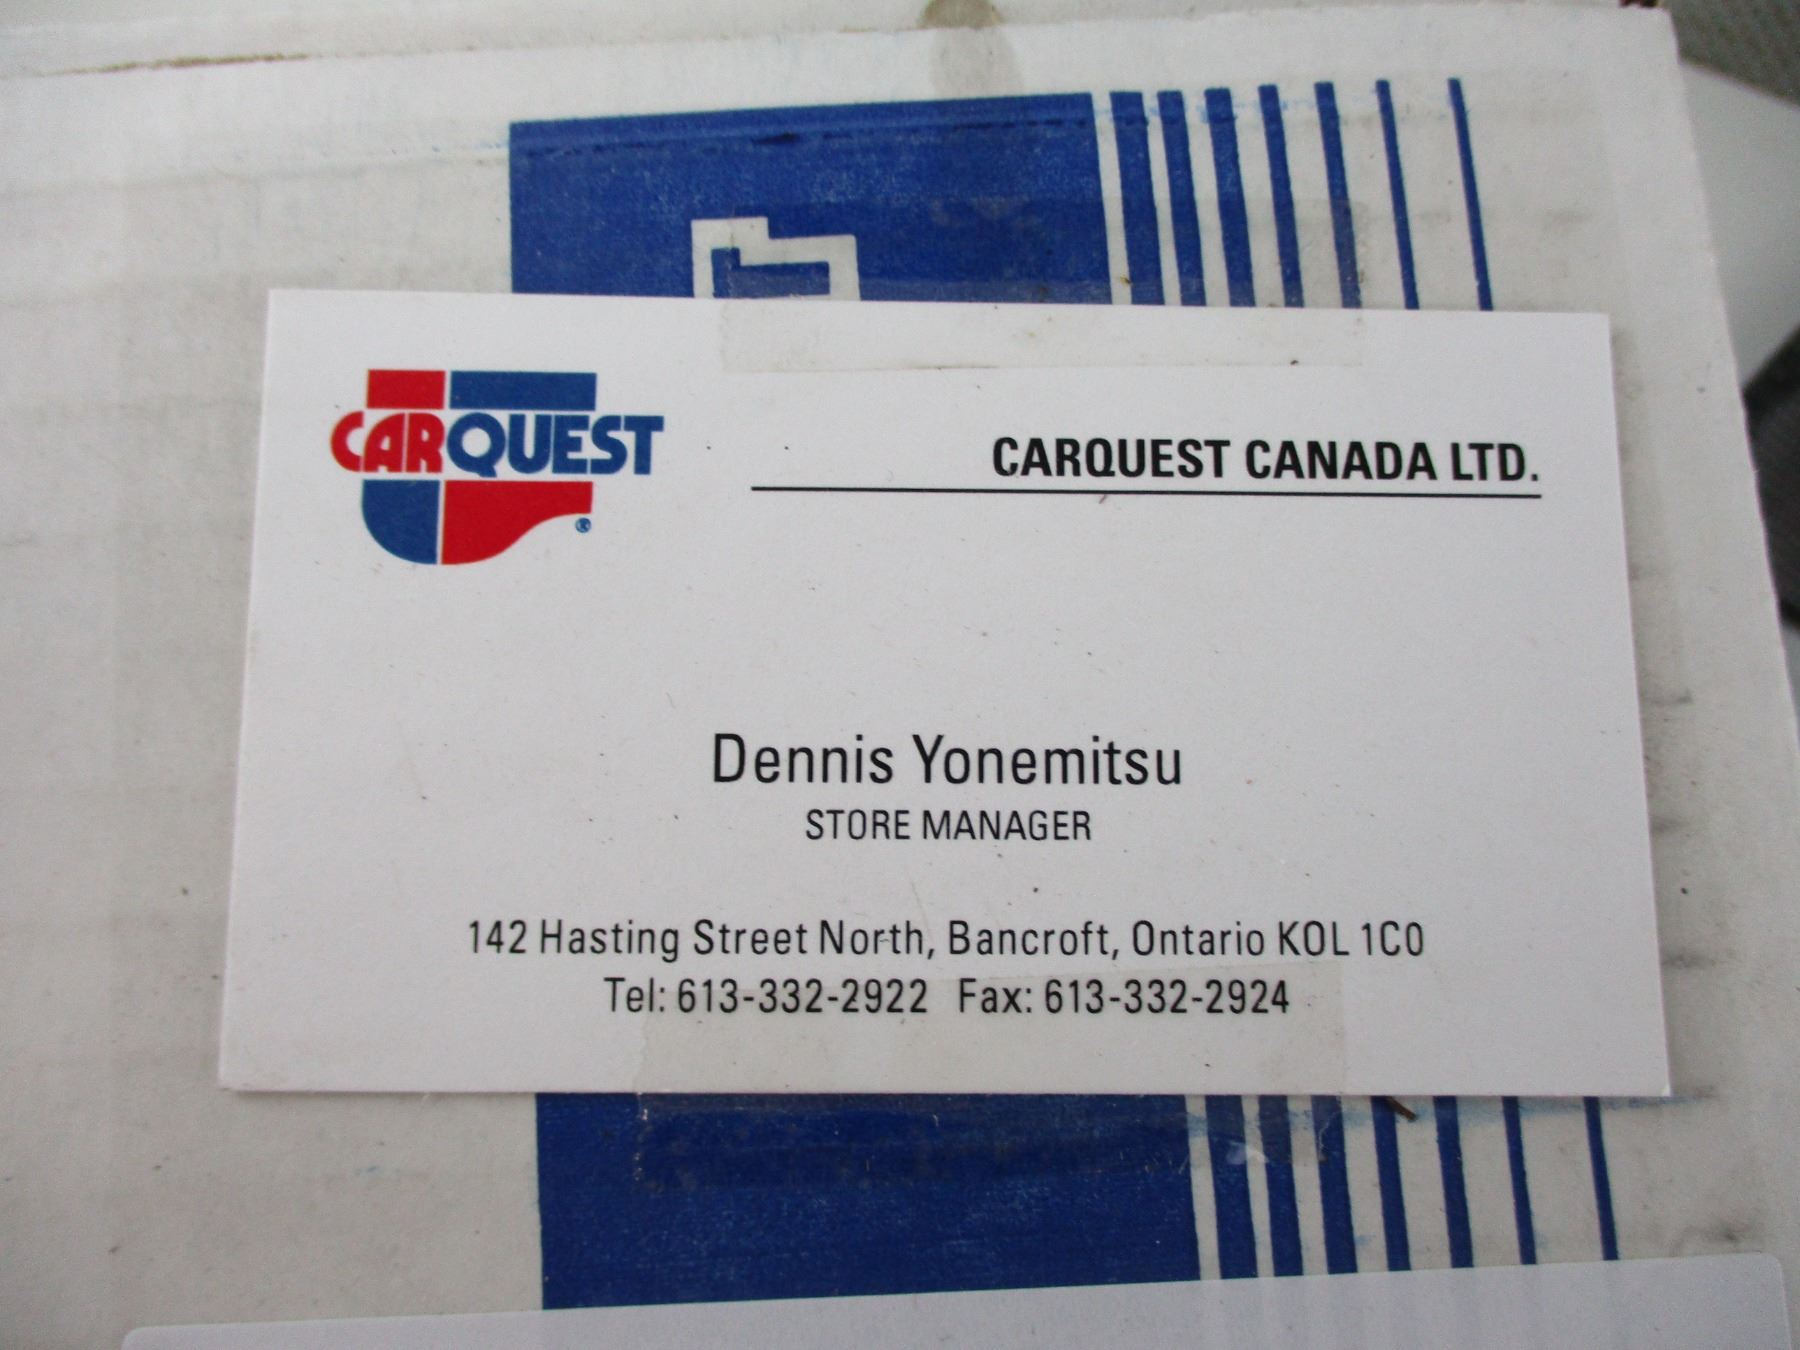 CARQUEST
®
CARQUEST CANADA LTD.
Dennis Yonemitsu
STORE MANAGER
142 Hasting Street North, Bancroft, Ontario KOL 1C0
Tel: 613-332-2922 Fax: 613-332-2924